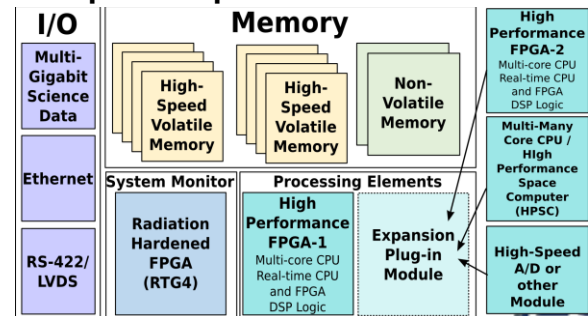 I/O
Multi-
Gigabit
Science
Data
Ethernet
RS-422/
LVDS
Memory
High-
Speed
Volatile
Memory
High-
Speed
Volatile
Memory
Non-
Volatile
Memory
System Monitor
Radiation
Hardened
FPGA
(RTG4)
Processing Elements
High
Performance
FPGA-1
Multi-core CPU
Real-time CPU
and FPGA
DSP Logic
Expansion
Plug-in
Module
High
Performance
FPGA-2
Multi-core CPU
Real-time CPU
and FPGA
DSP Logic
Multi-Many
Core CPU /
HIgh
Performance
Space
Computer
(HPSC)
High-Speed
A/D or
other
Module